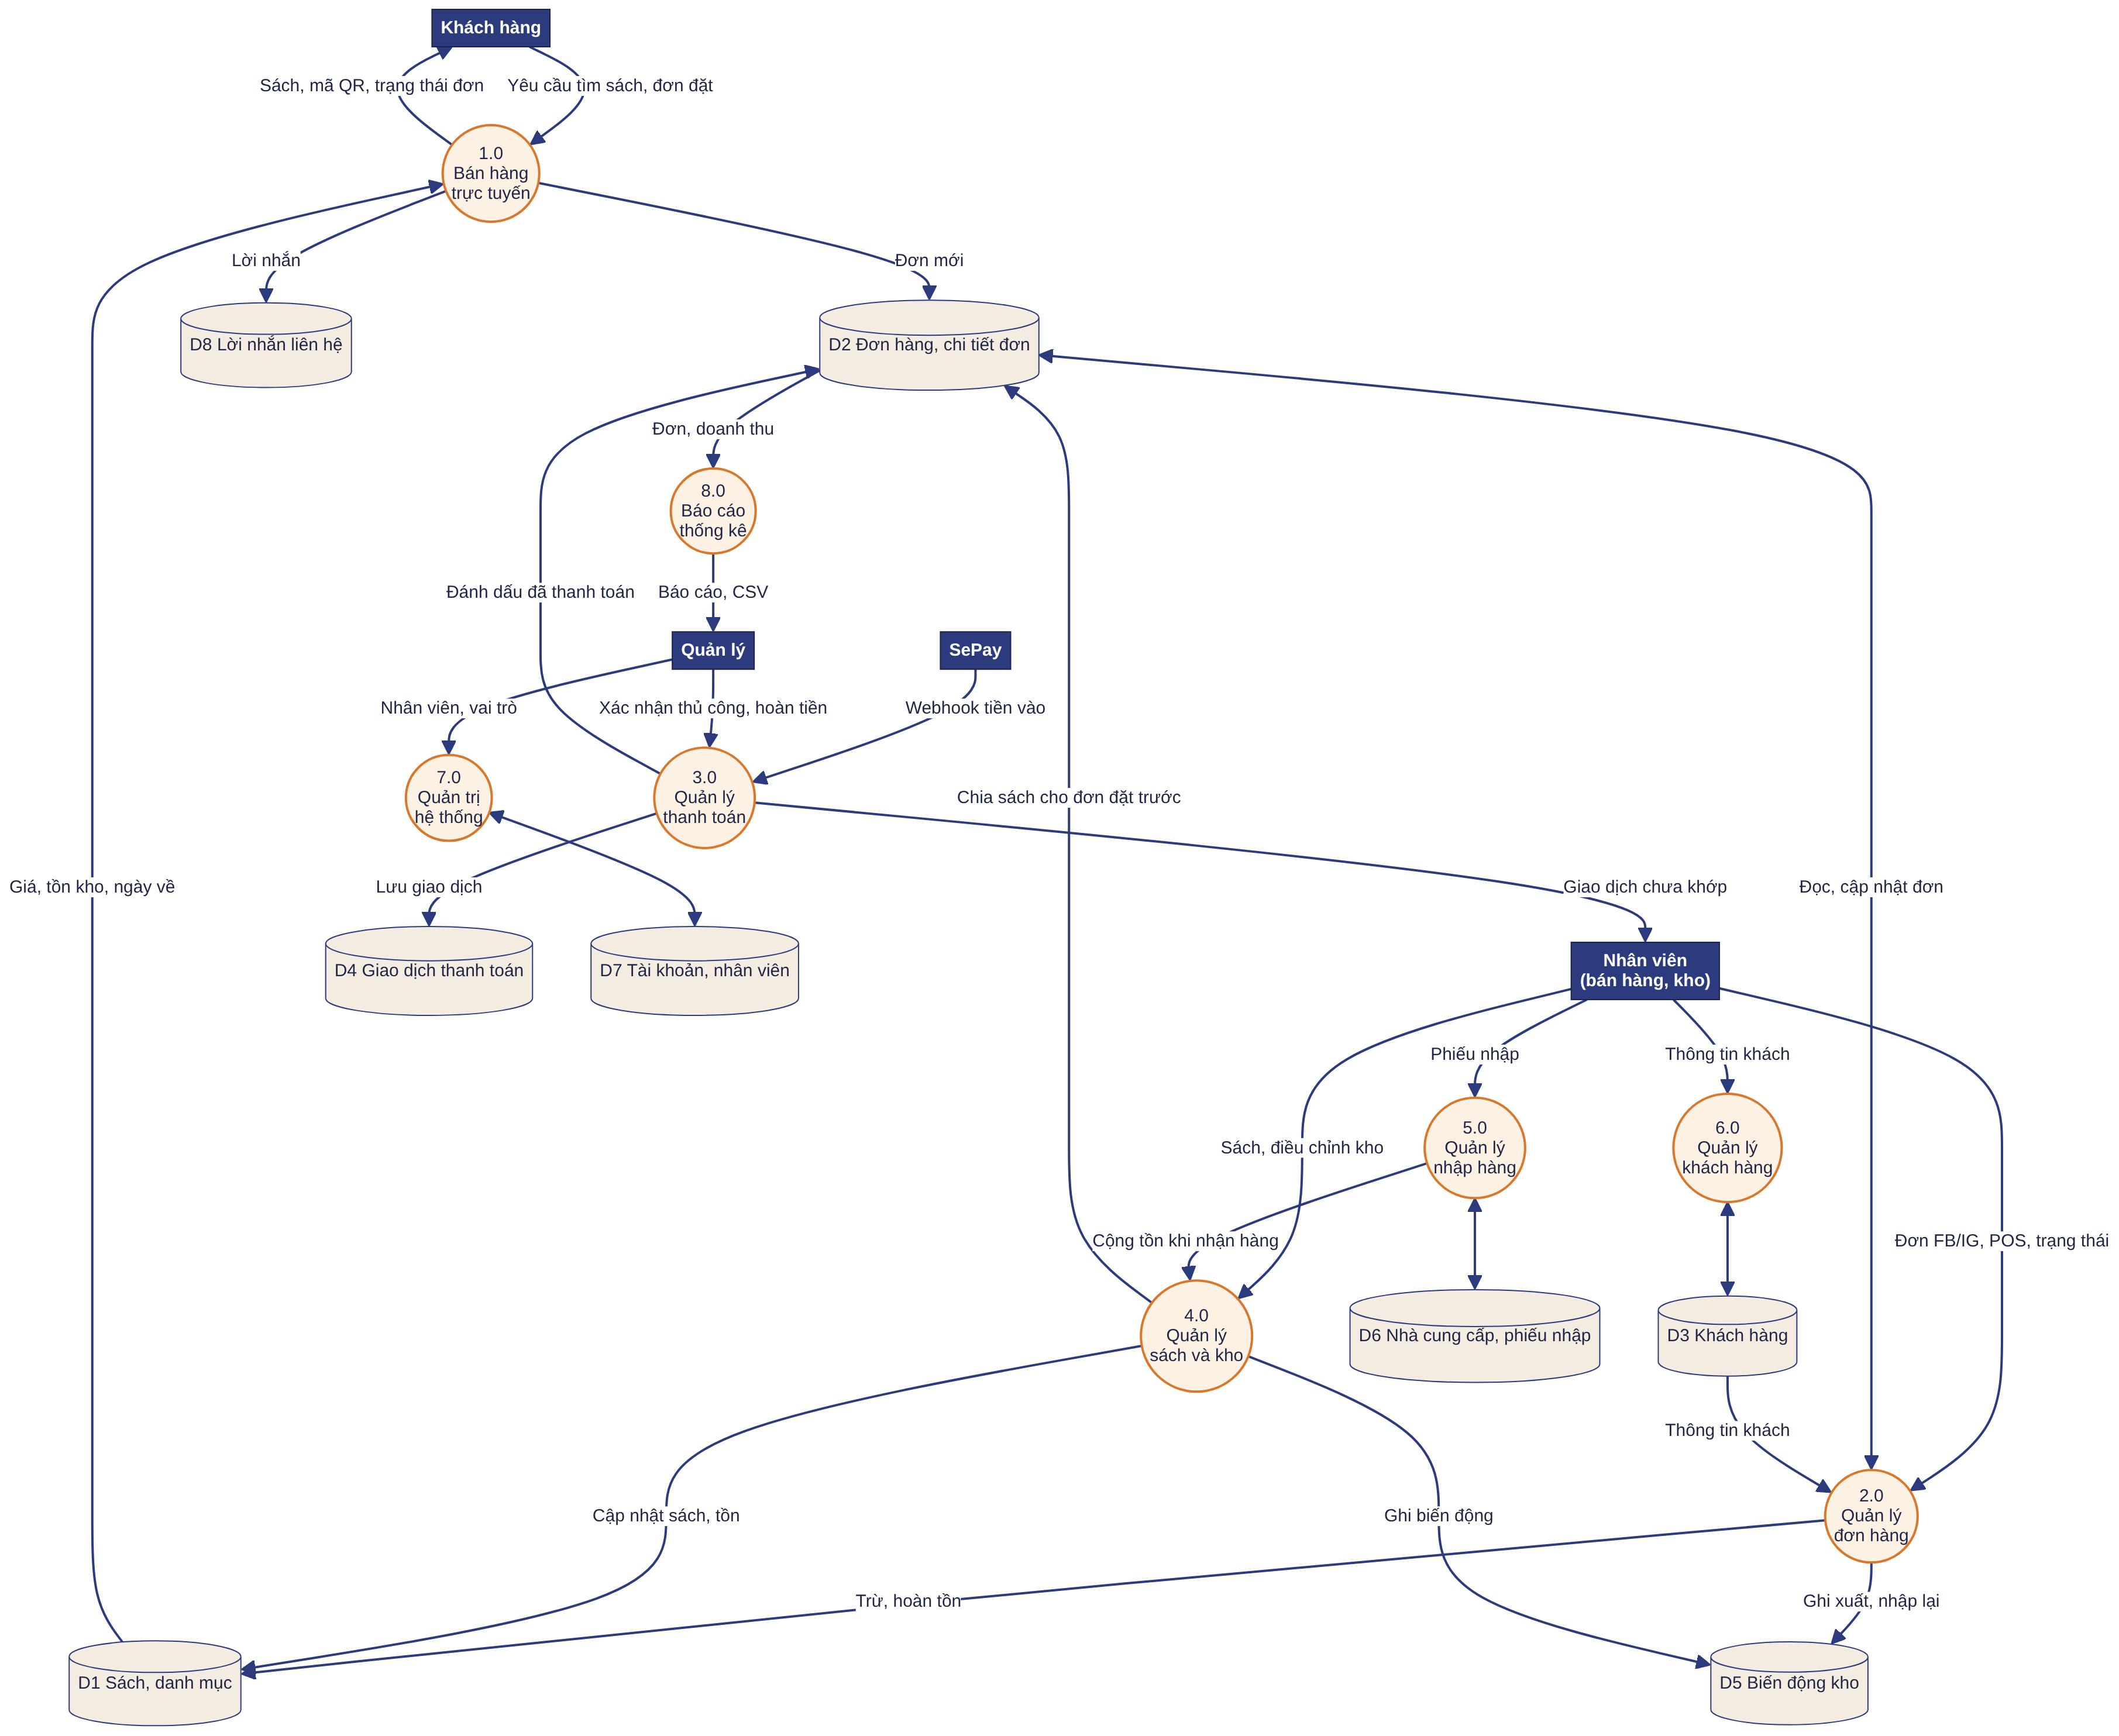 Khách hàng
Sách, mã QR, trạng thái đơn
Yêu cầu tìm sách, đơn đặt
1.0
Bán hàng
trực tuyến
Lời nhắn
Đơn mới
D8 Lời nhắn liên hệ
D2 Đơn hàng, chi tiết đơn
Đơn, doanh thu
8.0
Báo cáo
thống kê
Đánh dấu đã thanh toán
Báo cáo, CSV
Quản lý
SePay
Nhân viên, vai trò
Xác nhận thủ công, hoàn tiền
Webhook tiền vào
7.0
Quản trị
hệ thống
3.0
Quản lý
thanh toán
Chia sách cho đơn đặt trước
Giá, tồn kho, ngày về
Lưu giao dịch
Giao dịch chưa khớp
Đọc, cập nhật đơn
D4 Giao dịch thanh toán
D7 Tài khoản, nhân viên
Nhân viên
(bán hàng, kho)
Phiếu nhập
Thông tin khách
Sách, điều chỉnh kho
5.0
Quản lý
nhập hàng
6.0
Quản lý
khách hàng
Cộng tồn khi nhận hàng
Đơn FB/IG, POS, trạng thái
4.0
Quản lý
sách và kho
D6 Nhà cung cấp, phiếu nhập
D3 Khách hàng
Thông tin khách
Cập nhật sách, tồn
Ghi biến động
2.0
Quản lý
đơn hàng
Trừ, hoàn tồn
Ghi xuất, nhập lại
D1 Sách, danh mục
D5 Biến động kho